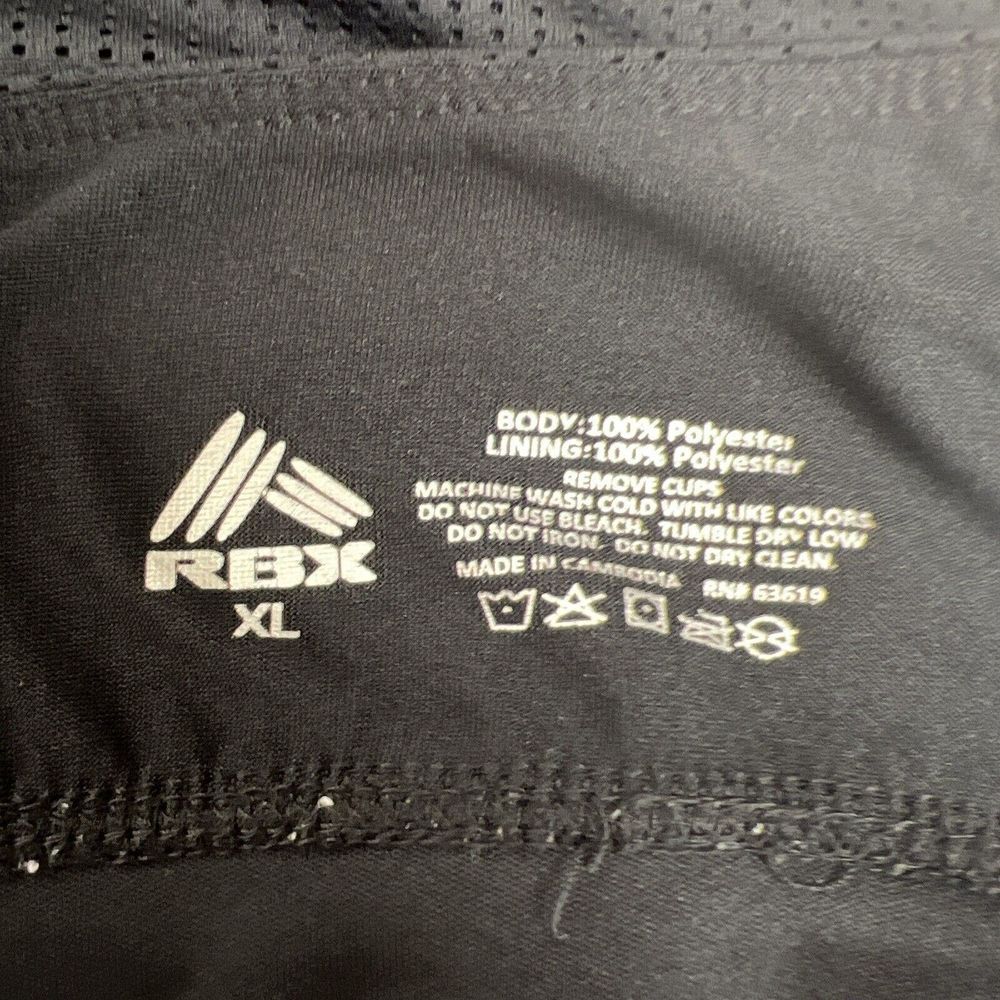 RBX
XL
BODY:100% Polyester
LINING:100% Polyester
REMOVE CUPS
MACHINE WASH COLD WITH LIKE COLORS
DO NOT USE BLEACH. TUMBLE DRY LOW
DO NOT IRON. DO NOT DRY CLEAN.
MADE IN CAMBODIA RN# 63619